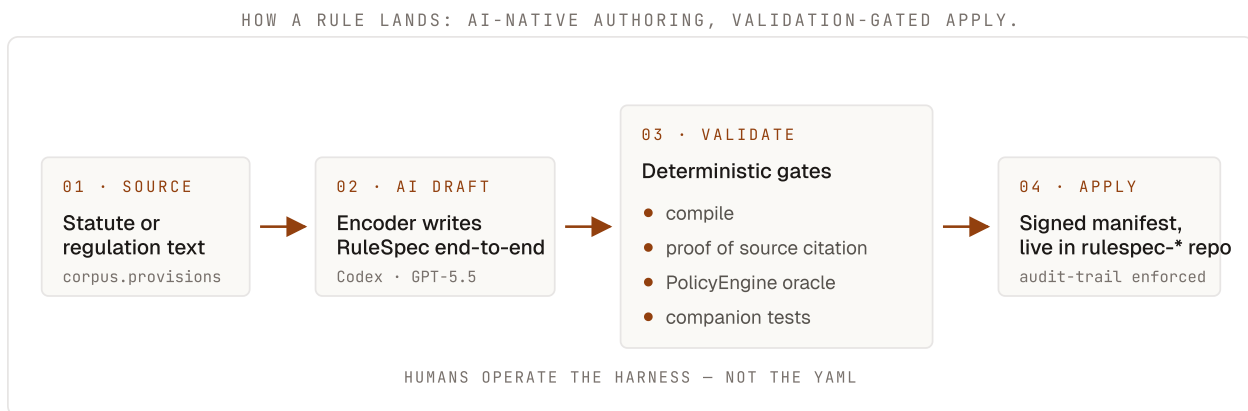 HOW A RULE LANDS: AI-NATIVE AUTHORING, VALIDATION-GATED APPLY.
01 · SOURCE
Statute or
regulation text
corpus.provisions
02 · AI DRAFT
Encoder writes
RuleSpec end-to-end
Codex · GPT-5.5
03 · VALIDATE
Deterministic gates
compile
proof of source citation
PolicyEngine oracle
companion tests
04 · APPLY
Signed manifest,
live in rulespec-* repo
audit-trail enforced
HUMANS OPERATE THE HARNESS — NOT THE YAML